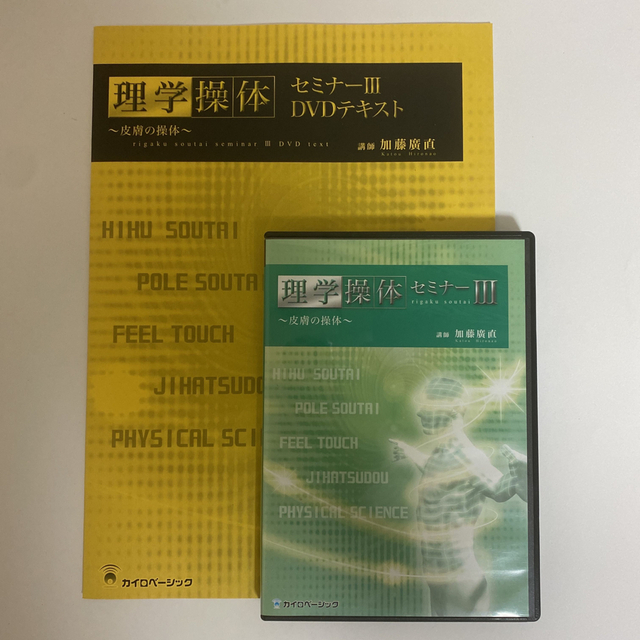 理学操体 セミナーⅢ
DVDテキスト
～皮膚の操体～
rigaku soutai seminar Ⅲ DVD text
講師 加藤廣直
Katou Hironao
HIHU SOUTAI
POLE SOUTA
FEEL TOUCH
JIHATSUDO
PHYSICAL SCI
カイロベーシック
理学操体 セミナーⅢ
rigaku soutai
～皮膚の操体～
講師 加藤廣直
Katou Hironao
HIHU SOUTAI
POLE SOUTAI
FEEL TOUCH
JIHATSUDOU
PHYSICAL SCIENCE
カイロベーシック